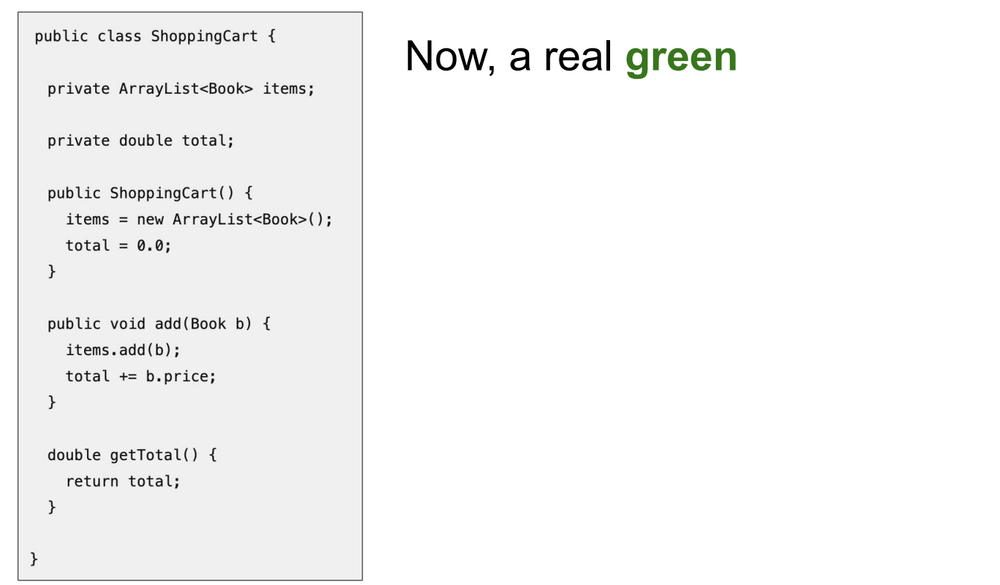 public class ShoppingCart {
private ArrayList<Book> items;
private double total;
public ShoppingCart() {
items = new ArrayList<Book>();
total = 0.0;
}
public void add(Book b) {
items.add(b);
total += b.price;
}
double getTotal() {
return total;
}
}
Now, a real green